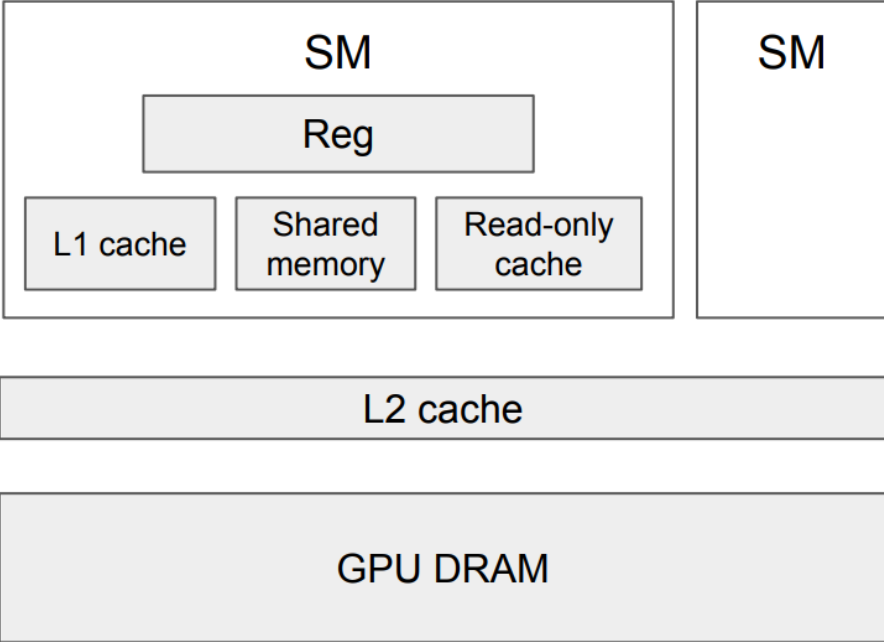 SM
SM
Reg
L1 cache
Shared
memory
Read-only
cache
L2 cache
GPU DRAM